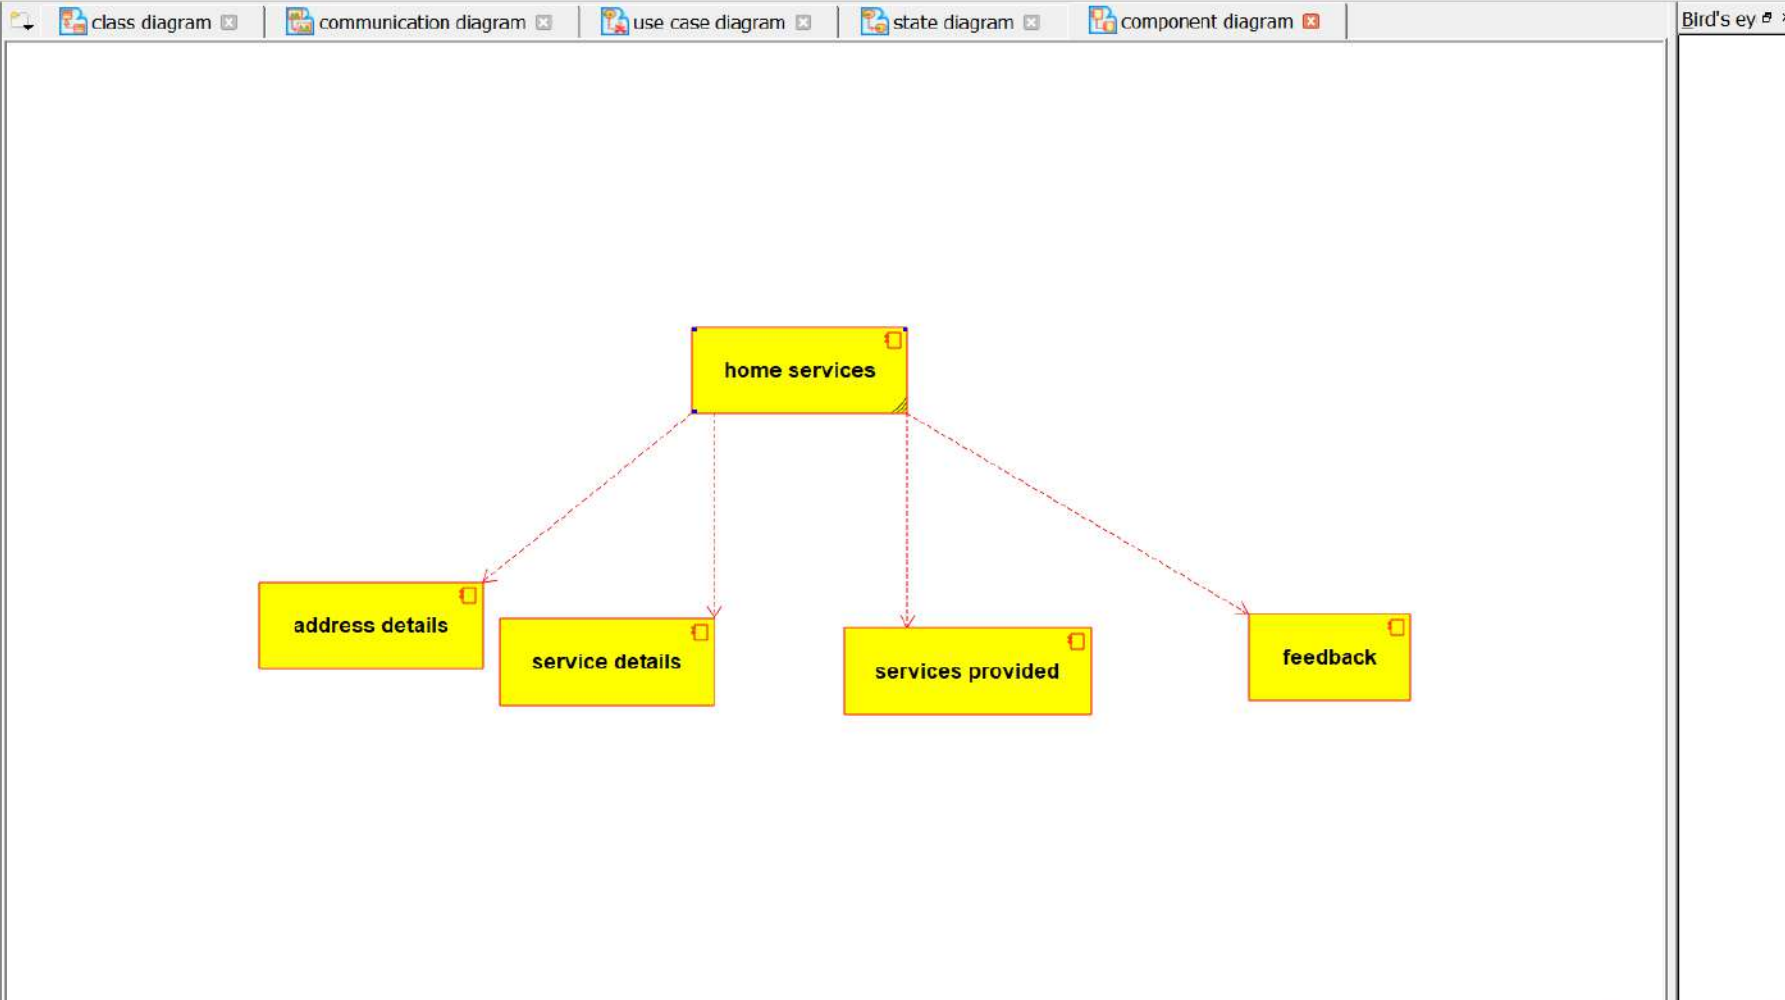 class diagram
communication diagram
use case diagram
state diagram
component diagram
Bird's ey
home services
address details
service details
services provided
feedback